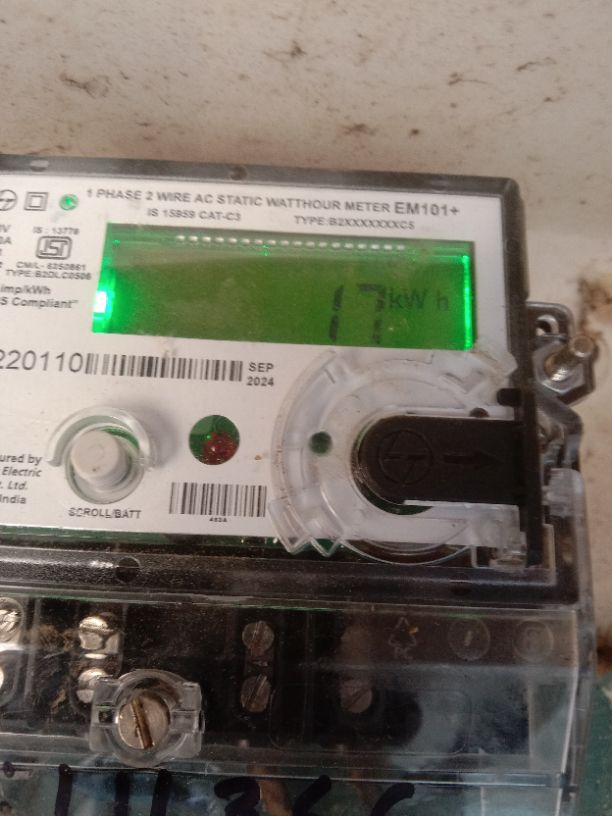 1 PHASE 2 WIRE AC STATIC WATTHOUR METER EM101+
IS 15959 CAT-C3 TYPE:B2XXXXXXXC5
IS : 13779
CM/L- 6250861
TYPE:B2DLC0506
imp/kWh
S Compliant"
17 kWh
220110
SEP
2024
ured by
Electric
. Ltd.
India
SCROLL/BATT